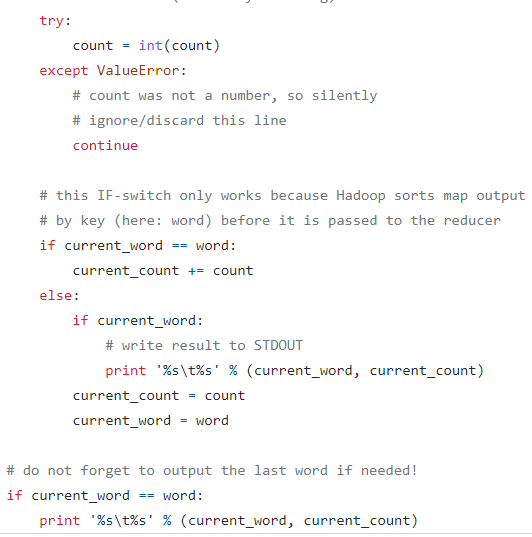 try:
        count = int(count)
    except ValueError:
        # count was not a number, so silently
        # ignore/discard this line
        continue

    # this IF-switch only works because Hadoop sorts map output
    # by key (here: word) before it is passed to the reducer
    if current_word == word:
        current_count += count
    else:
        if current_word:
            # write result to STDOUT
            print '%s\t%s' % (current_word, current_count)
        current_count = count
        current_word = word

# do not forget to output the last word if needed!
if current_word == word:
    print '%s\t%s' % (current_word, current_count)